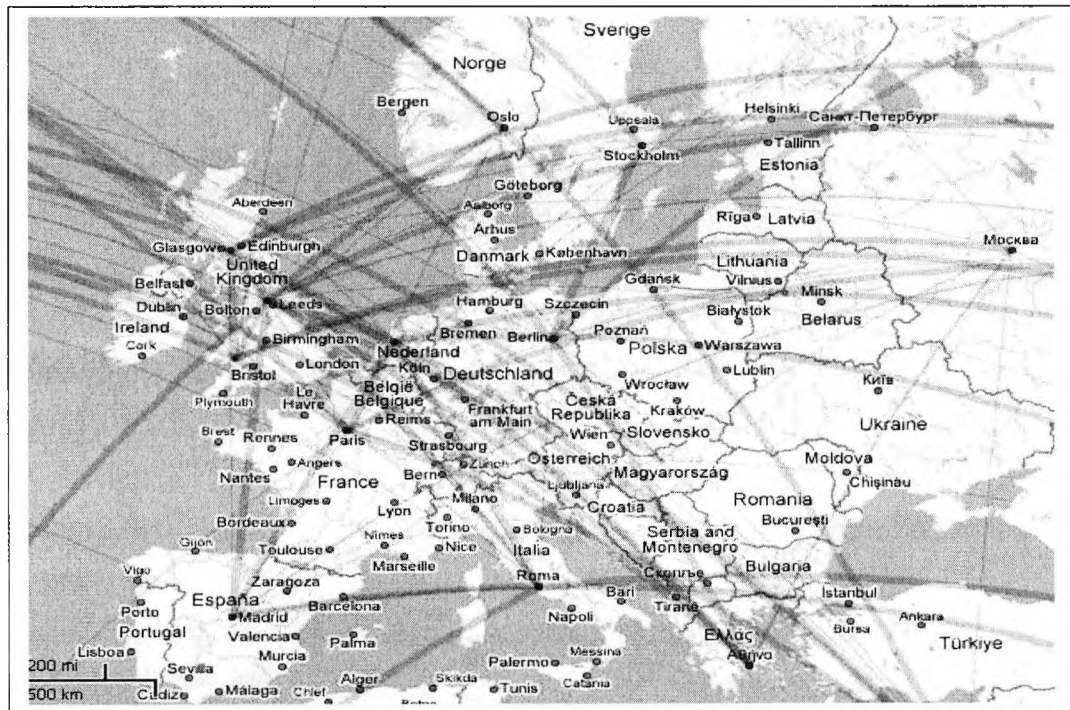 Sverige
Norge
Bergen
Oslo
Uppsala
Stockholm
Helsinki
Санкт-Петербург
Tallinn
Estonia
Göteborg
Aalborg
Århus
Danmark
København
Rīga
Latvia
Lithuania
Vilnius
Москва
Aberdeen
Glasgow
Edinburgh
United
Kingdom
Belfast
Dublin
Bolton
Leeds
Ireland
Cork
Birmingham
Bristol
London
Plymouth
Gdańsk
Minsk
Belarus
Hamburg
Szczecin
Bremen
Berlin
Poznań
Białystok
Polska
Warszawa
Lublin
Nederland
Köln
Deutschland
België
Belgique
Wrocław
Kraków
Київ
Ukraine
Le
Havre
Reims
Frankfurt
am Main
Česká
Republika
Brest
Rennes
Paris
Strasbourg
Wien
Slovensko
Nantes
Angers
France
Bern
Zürich
Österreich
Magyarország
Moldova
Chişinău
Limoges
Lyon
Milano
Ljubljana
Croatia
Romania
Bordeaux
Torino
Bologna
Serbia and
Montenegro
Bucureşti
Gijón
Toulouse
Nîmes
Marseille
Nice
Italia
Bulgaria
Vigo
Zaragoza
Roma
Bari
Скопље
Porto
España
Barcelona
Napoli
Tiranë
İstanbul
Ankara
Portugal
Madrid
Ελλάς
Bursa
Türkiye
Lisboa
Valencia
Palma
Murcia
Palermo
Messina
Αθήνα
200 mi
500 km
Sevilla
Cádiz
Málaga
Chlef
Alger
Skikda
Tunis
Catania